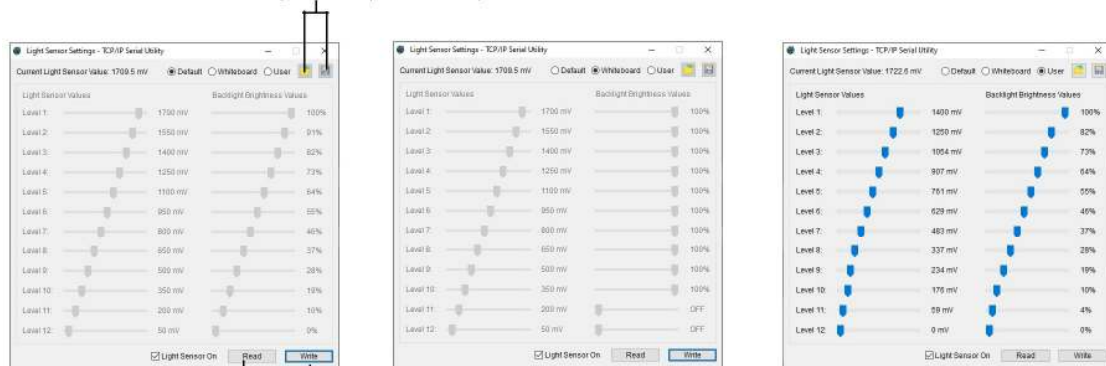 Light Sensor Settings - TCP/IP Serial Utility
Current Light Sensor Value: 1709.5 mV Default Whiteboard User
Light Sensor Values Backlight Brightness Values
Level 1: 1700 mV 100%
Level 2: 1550 mV 91%
Level 3: 1400 mV 82%
Level 4: 1250 mV 73%
Level 5: 1100 mV 64%
Level 6: 950 mV 55%
Level 7: 800 mV 46%
Level 8: 650 mV 37%
Level 9: 500 mV 28%
Level 10: 350 mV 19%
Level 11: 200 mV 10%
Level 12: 50 mV 0%
Light Sensor On Read Write
Light Sensor Settings - TCP/IP Serial Utility
Current Light Sensor Value: 1709.5 mV Default Whiteboard User
Light Sensor Values Backlight Brightness Values
Level 1: 1700 mV 100%
Level 2: 1550 mV 100%
Level 3: 1400 mV 100%
Level 4: 1250 mV 100%
Level 5: 1100 mV 100%
Level 6: 950 mV 100%
Level 7: 800 mV 100%
Level 8: 650 mV 100%
Level 9: 500 mV 100%
Level 10: 350 mV 100%
Level 11: 200 mV OFF
Level 12: 50 mV OFF
Light Sensor On Read Write
Light Sensor Settings - TCP/IP Serial Utility
Current Light Sensor Value: 1722.6 mV Default Whiteboard User
Light Sensor Values Backlight Brightness Values
Level 1: 1400 mV 100%
Level 2: 1250 mV 82%
Level 3: 1054 mV 73%
Level 4: 907 mV 64%
Level 5: 761 mV 55%
Level 6: 629 mV 46%
Level 7: 483 mV 37%
Level 8: 337 mV 28%
Level 9: 234 mV 19%
Level 10: 176 mV 10%
Level 11: 59 mV 4%
Level 12: 0 mV 0%
Light Sensor On Read Write